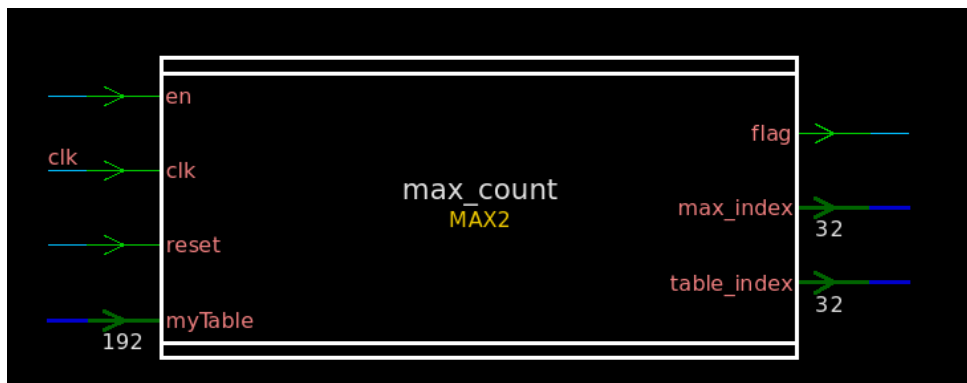 en
clk
clk
reset
myTable
192
max_count
MAX2
flag
max_index
32
table_index
32